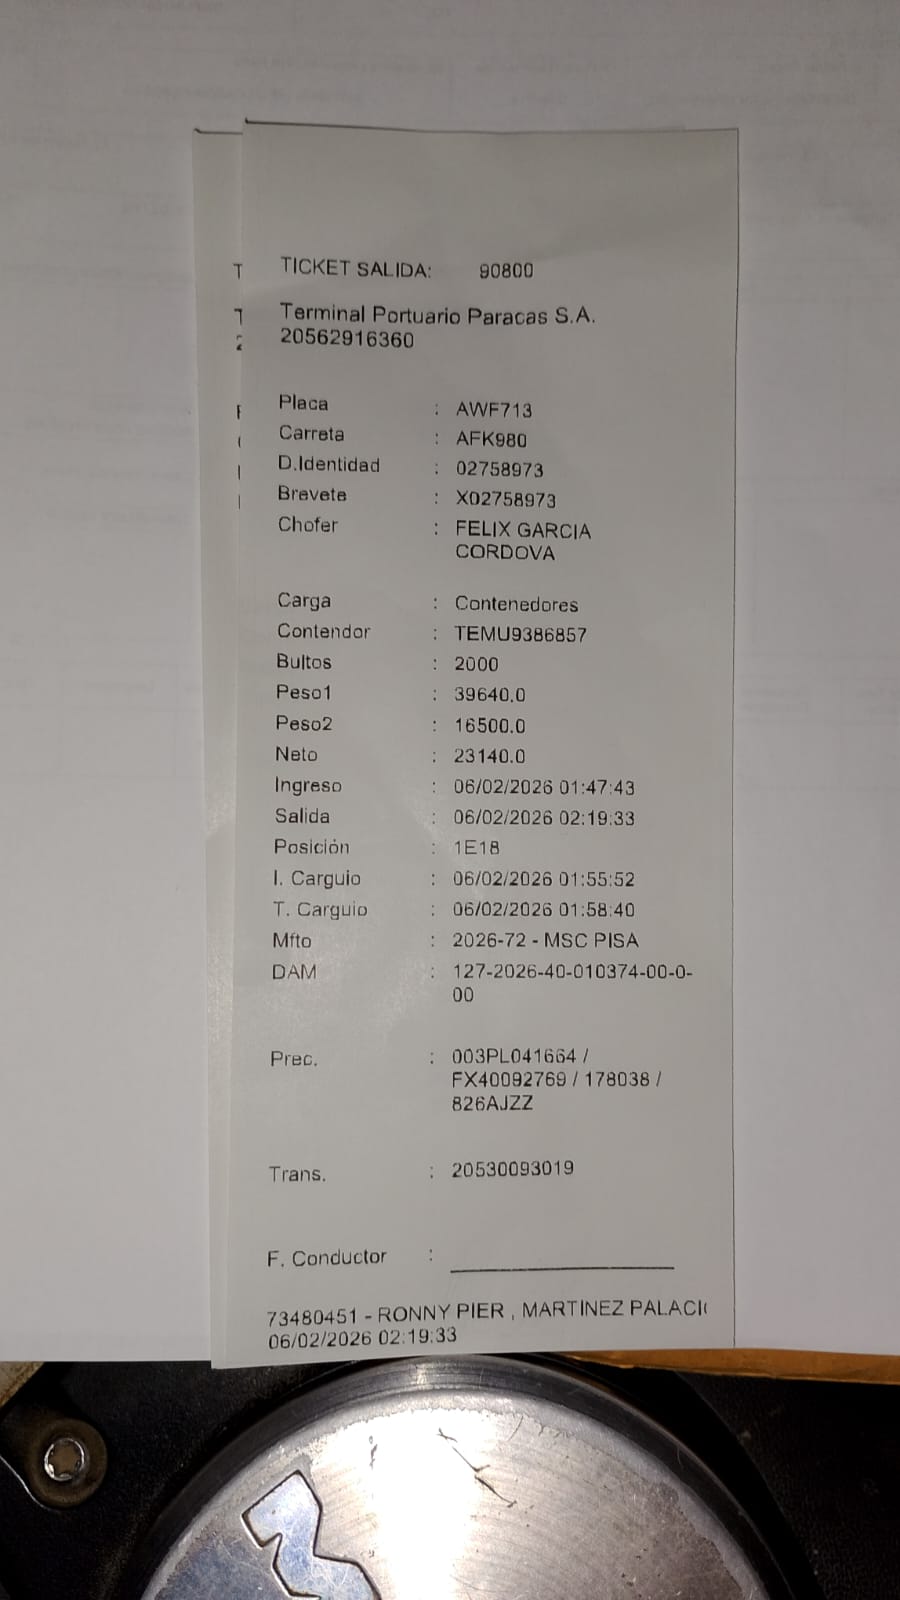 TICKET SALIDA: 90800
Terminal Portuario Paracas S.A.
20562916360
Placa : AWF713
Carreta : AFK980
D.Identidad : 02758973
Brevete : X02758973
Chofer : FELIX GARCIA
CORDOVA
Carga : Contenedores
Contendor : TEMU9386857
Bultos : 2000
Peso1 : 39640.0
Peso2 : 16500.0
Neto : 23140.0
Ingreso : 06/02/2026 01:47:43
Salida : 06/02/2026 02:19:33
Posición : 1E18
I. Carguio : 06/02/2026 01:55:52
T. Carguio : 06/02/2026 01:58:40
Mfto : 2026-72 - MSC PISA
DAM : 127-2026-40-010374-00-0-
00
Prec. : 003PL041664 /
FX40092769 / 178038 /
826AJZZ
Trans. : 20530093019
F. Conductor :
73480451 - RONNY PIER , MARTINEZ PALACI
06/02/2026 02:19:33